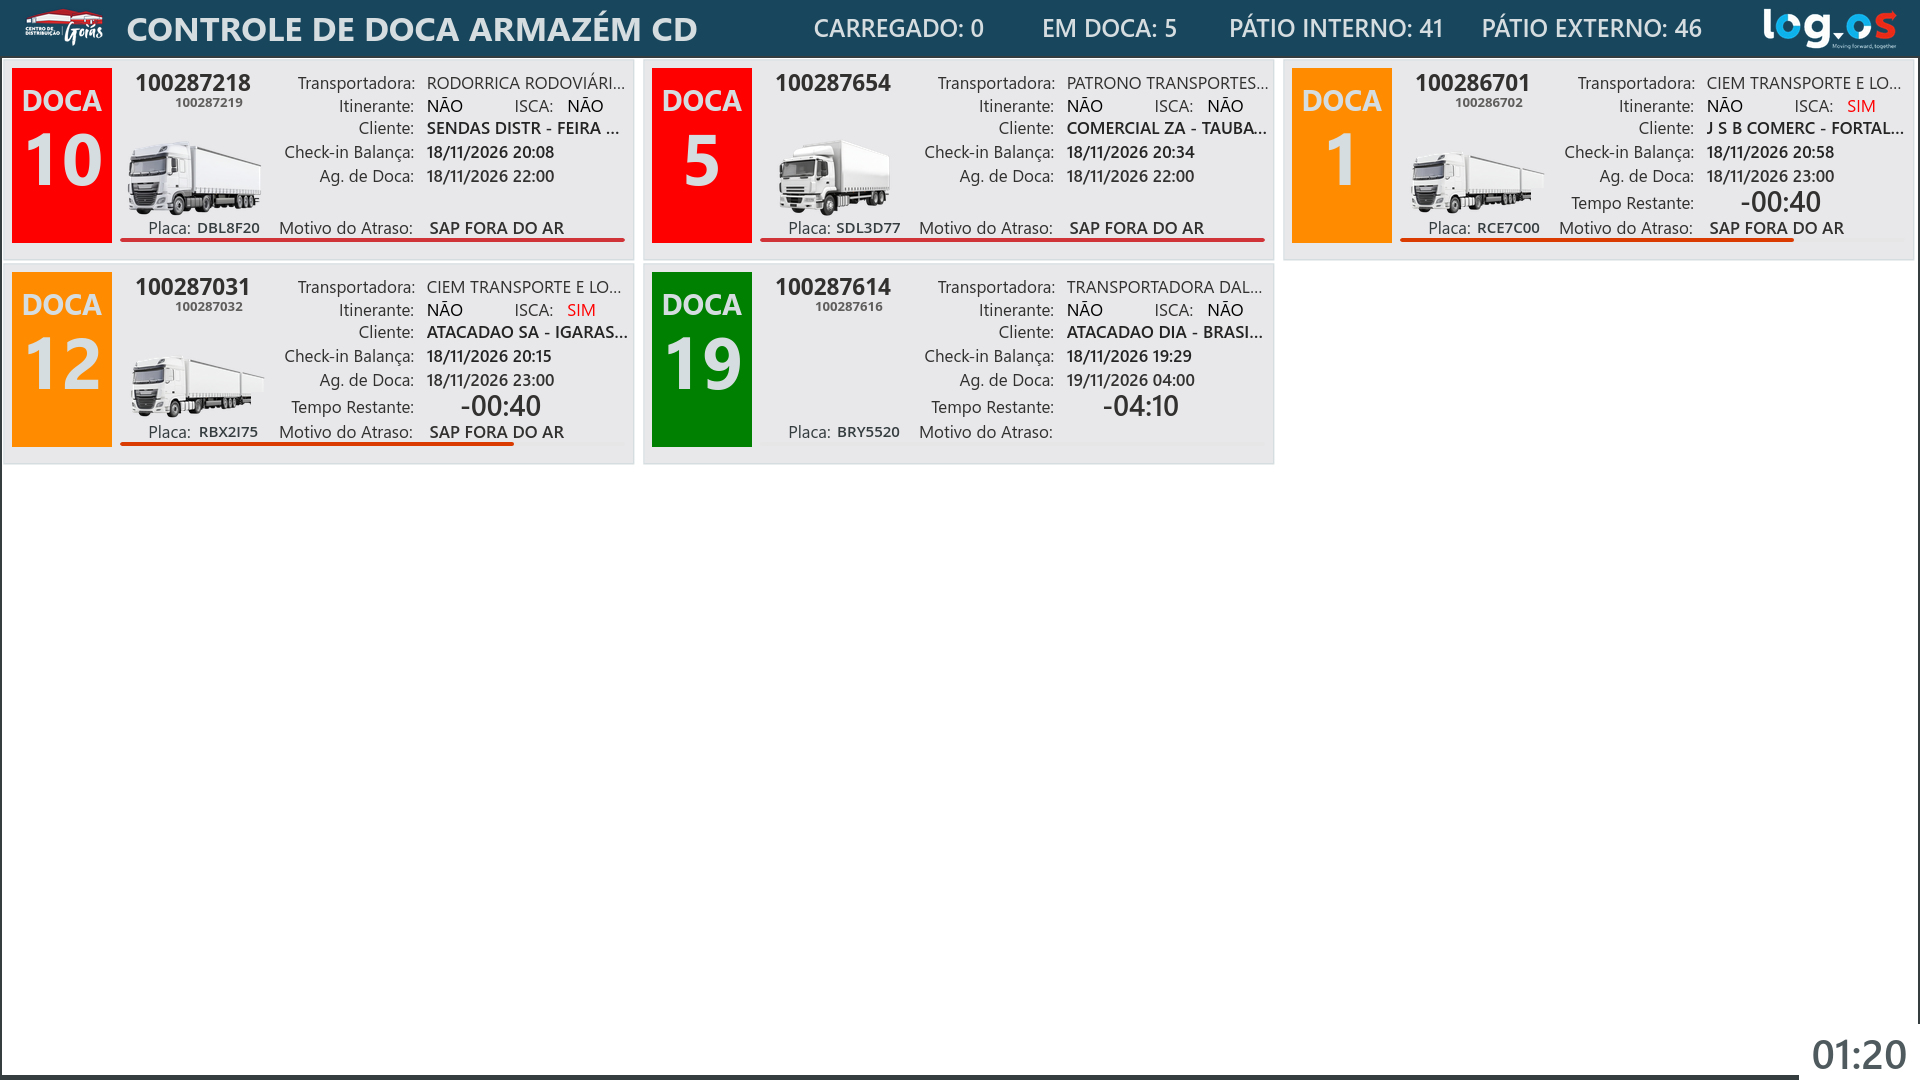 CENTRO DE DISTRIBUIÇÃO Goiás
CONTROLE DE DOCA ARMAZÉM CD
CARREGADO: 0
EM DOCA: 5
PÁTIO INTERNO: 41
PÁTIO EXTERNO: 46
log.os
Moving forward, together
DOCA
10
100287218
100287219
Transportadora: RODORRICA RODOVIÁRI...
Itinerante: NÃO ISCA: NÃO
Cliente: SENDAS DISTR - FEIRA ...
Check-in Balança: 18/11/2026 20:08
Ag. de Doca: 18/11/2026 22:00
Placa: DBL8F20 Motivo do Atraso: SAP FORA DO AR
DOCA
5
100287654
Transportadora: PATRONO TRANSPORTES...
Itinerante: NÃO ISCA: NÃO
Cliente: COMERCIAL ZA - TAUBA...
Check-in Balança: 18/11/2026 20:34
Ag. de Doca: 18/11/2026 22:00
Placa: SDL3D77 Motivo do Atraso: SAP FORA DO AR
DOCA
1
100286701
100286702
Transportadora: CIEM TRANSPORTE E LO...
Itinerante: NÃO ISCA: SIM
Cliente: J S B COMERC - FORTAL...
Check-in Balança: 18/11/2026 20:58
Ag. de Doca: 18/11/2026 23:00
Tempo Restante: -00:40
Placa: RCE7C00 Motivo do Atraso: SAP FORA DO AR
DOCA
12
100287031
100287032
Transportadora: CIEM TRANSPORTE E LO...
Itinerante: NÃO ISCA: SIM
Cliente: ATACADAO SA - IGARAS...
Check-in Balança: 18/11/2026 20:15
Ag. de Doca: 18/11/2026 23:00
Tempo Restante: -00:40
Placa: RBX2I75 Motivo do Atraso: SAP FORA DO AR
DOCA
19
100287614
100287616
Transportadora: TRANSPORTADORA DAL...
Itinerante: NÃO ISCA: NÃO
Cliente: ATACADAO DIA - BRASI...
Check-in Balança: 18/11/2026 19:29
Ag. de Doca: 19/11/2026 04:00
Tempo Restante: -04:10
Placa: BRY5520 Motivo do Atraso:
01:20